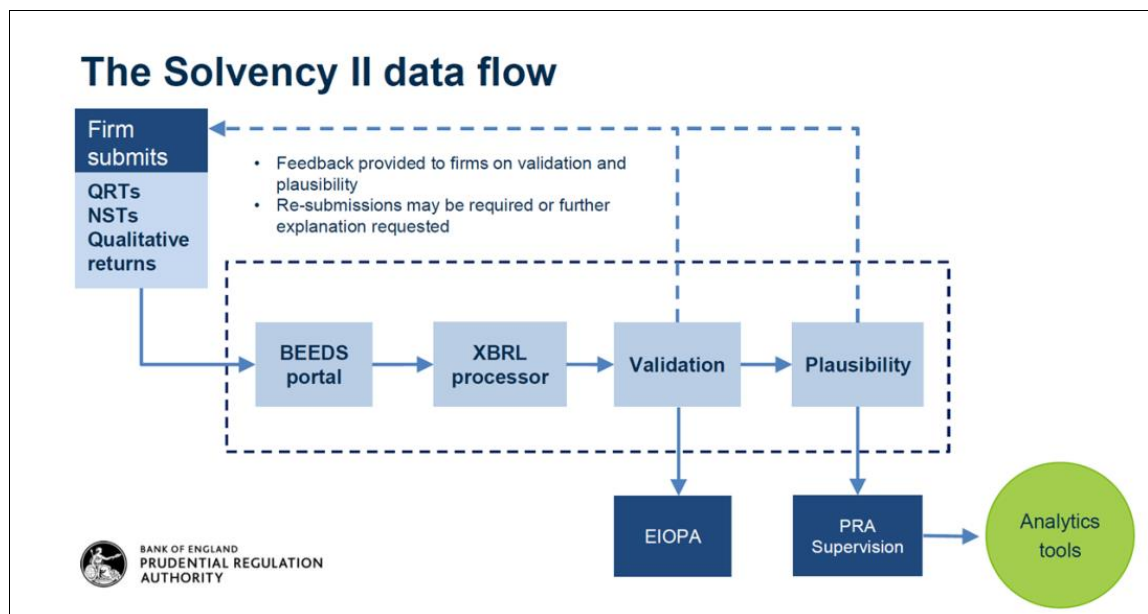 The Solvency II data flow
Firm
submits
QRTs
NSTs
Qualitative
returns
• Feedback provided to firms on validation and
plausibility
• Re-submissions may be required or further
explanation requested
BEEDS
portal
XBRL
processor
Validation
Plausibility
EIOPA
PRA
Supervision
Analytics
tools
BANK OF ENGLAND
PRUDENTIAL REGULATION
AUTHORITY